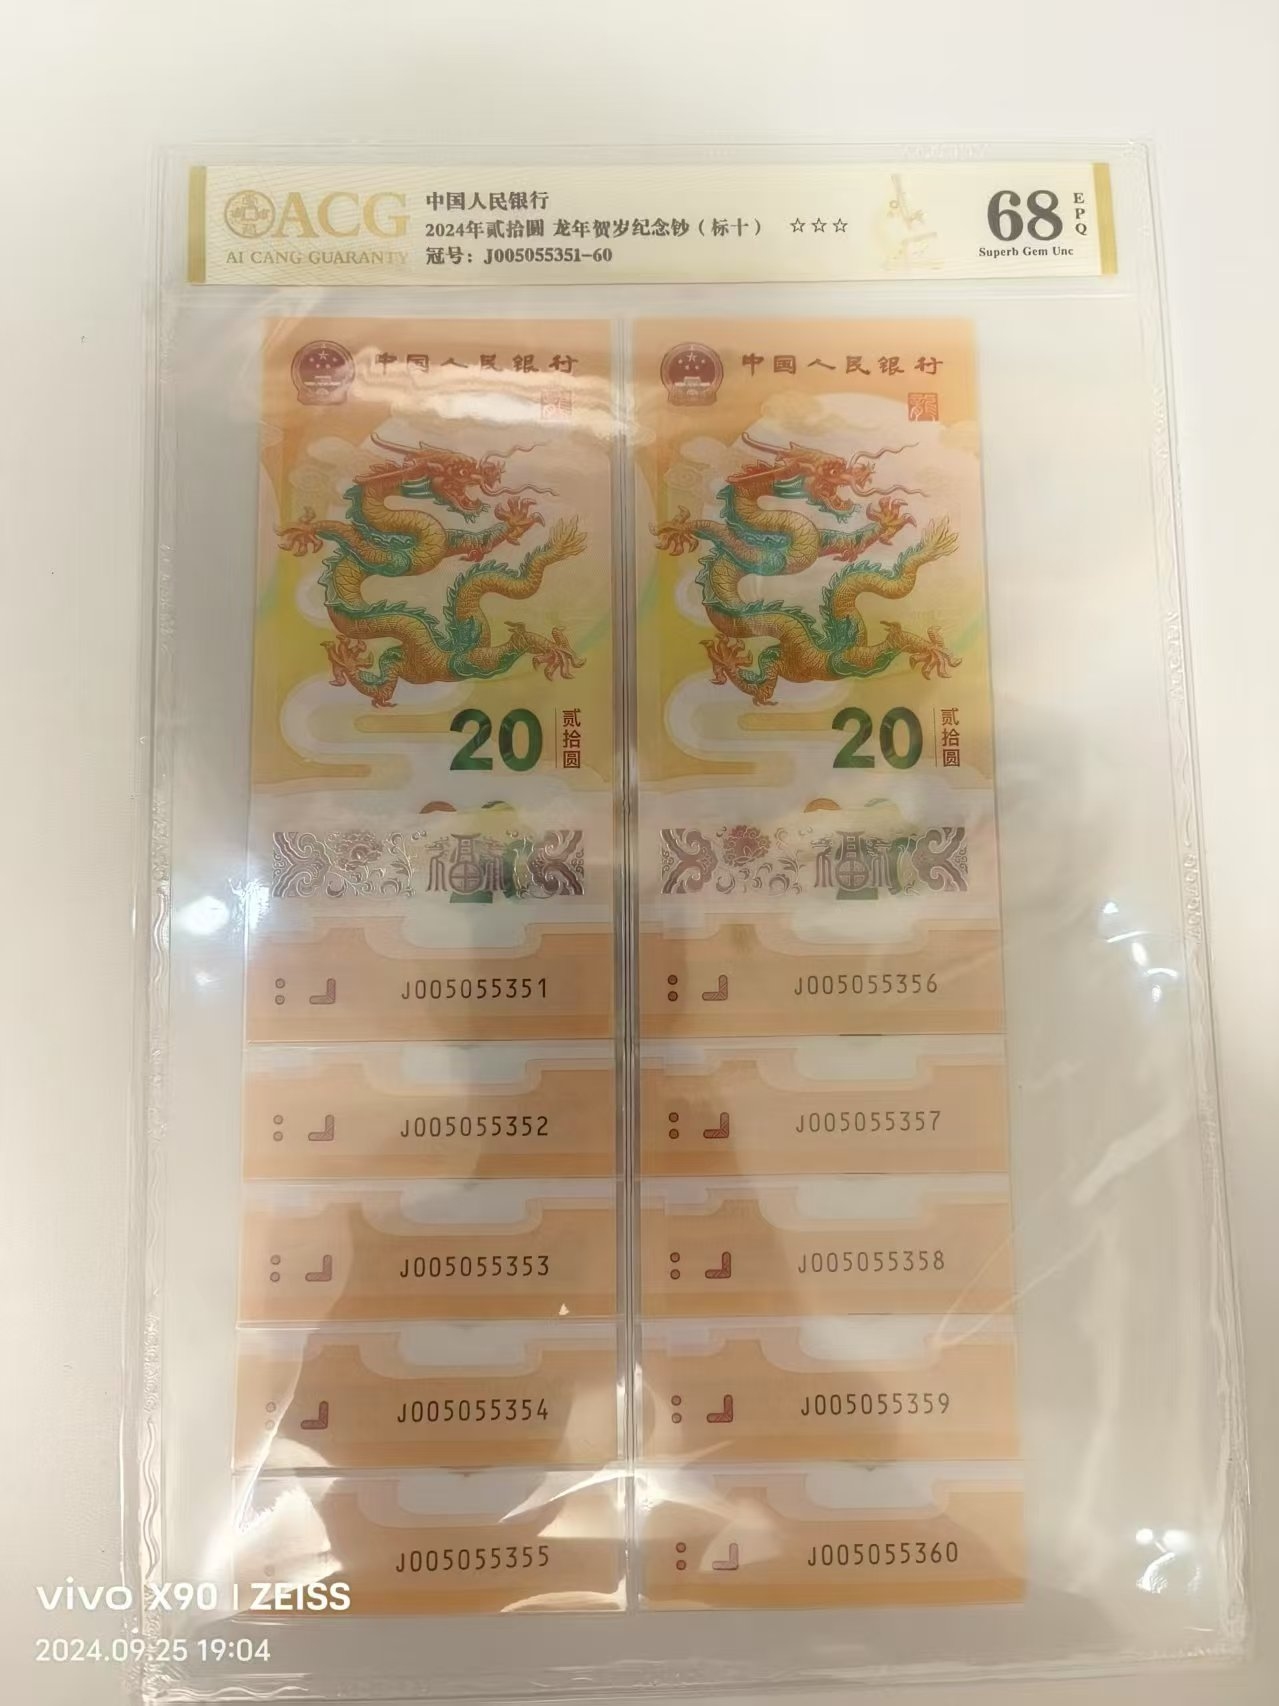 ACG
AI CANG GUARANTY
中国人民银行
2024年贰拾圆 龙年贺岁纪念钞（标十） ☆☆☆
冠号：J005055351-60
68 EPQ
Superb Gem Unc
中国人民银行
20 贰拾圆
J005055351
J005055352
J005055353
J005055354
J005055355
中国人民银行
20 贰拾圆
J005055356
J005055357
J005055358
J005055359
J005055360
vivo X90 | ZEISS
2024.09.25 19:04